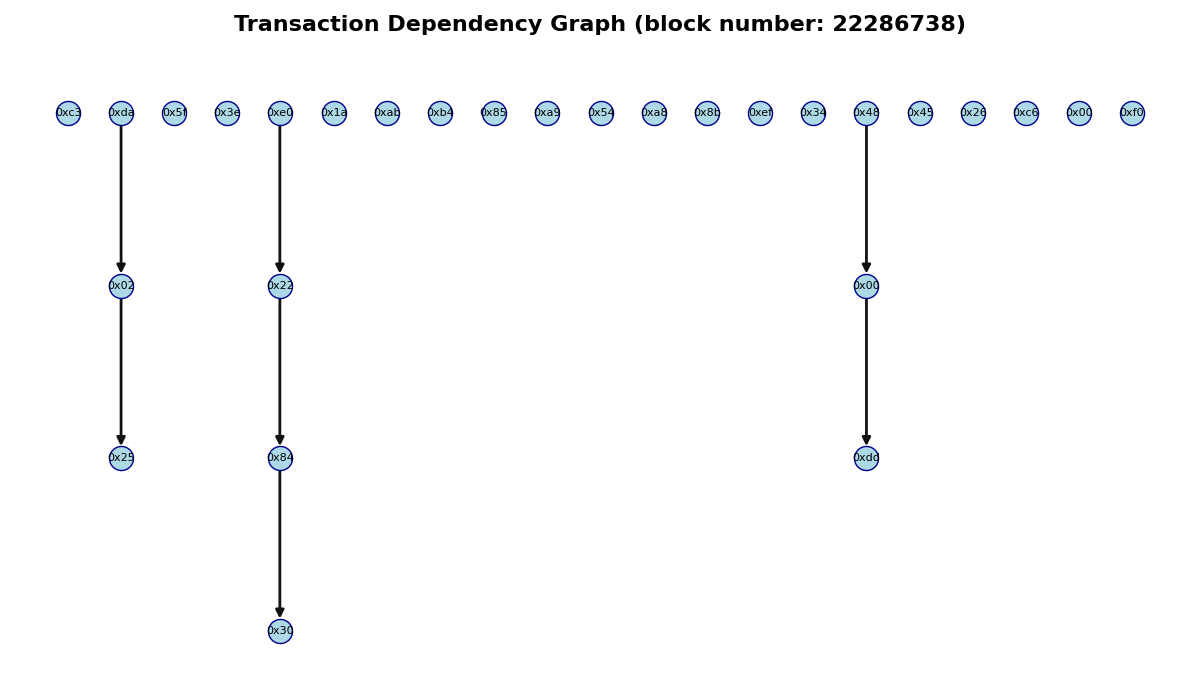 Transaction Dependency Graph (block number: 22286738)
0xc3 0xda 0x5f 0x3e 0xe0 0x1a 0xab 0xb4 0x85 0xa9 0x54 0xa8 0x8b 0xef 0x34 0x48 0x45 0x26 0xc6 0x00 0xf0
0x02 0x22 0x00
0x25 0x84 0xdd
0x30